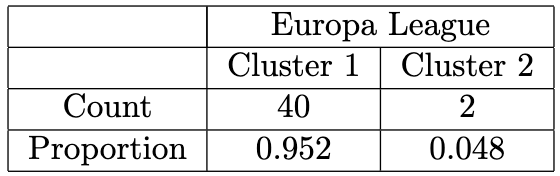 Europa League
Cluster 1 Cluster 2
Count 40 2
Proportion 0.952 0.048